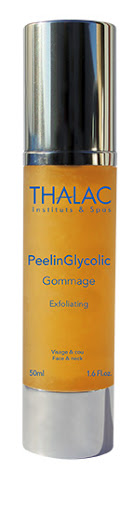 THALAC
Instituts & Spas
PeelinGlycolic
Gommage
Exfoliating
Visage & cou
Face & neck
50ml 1.6 Fl.oz.